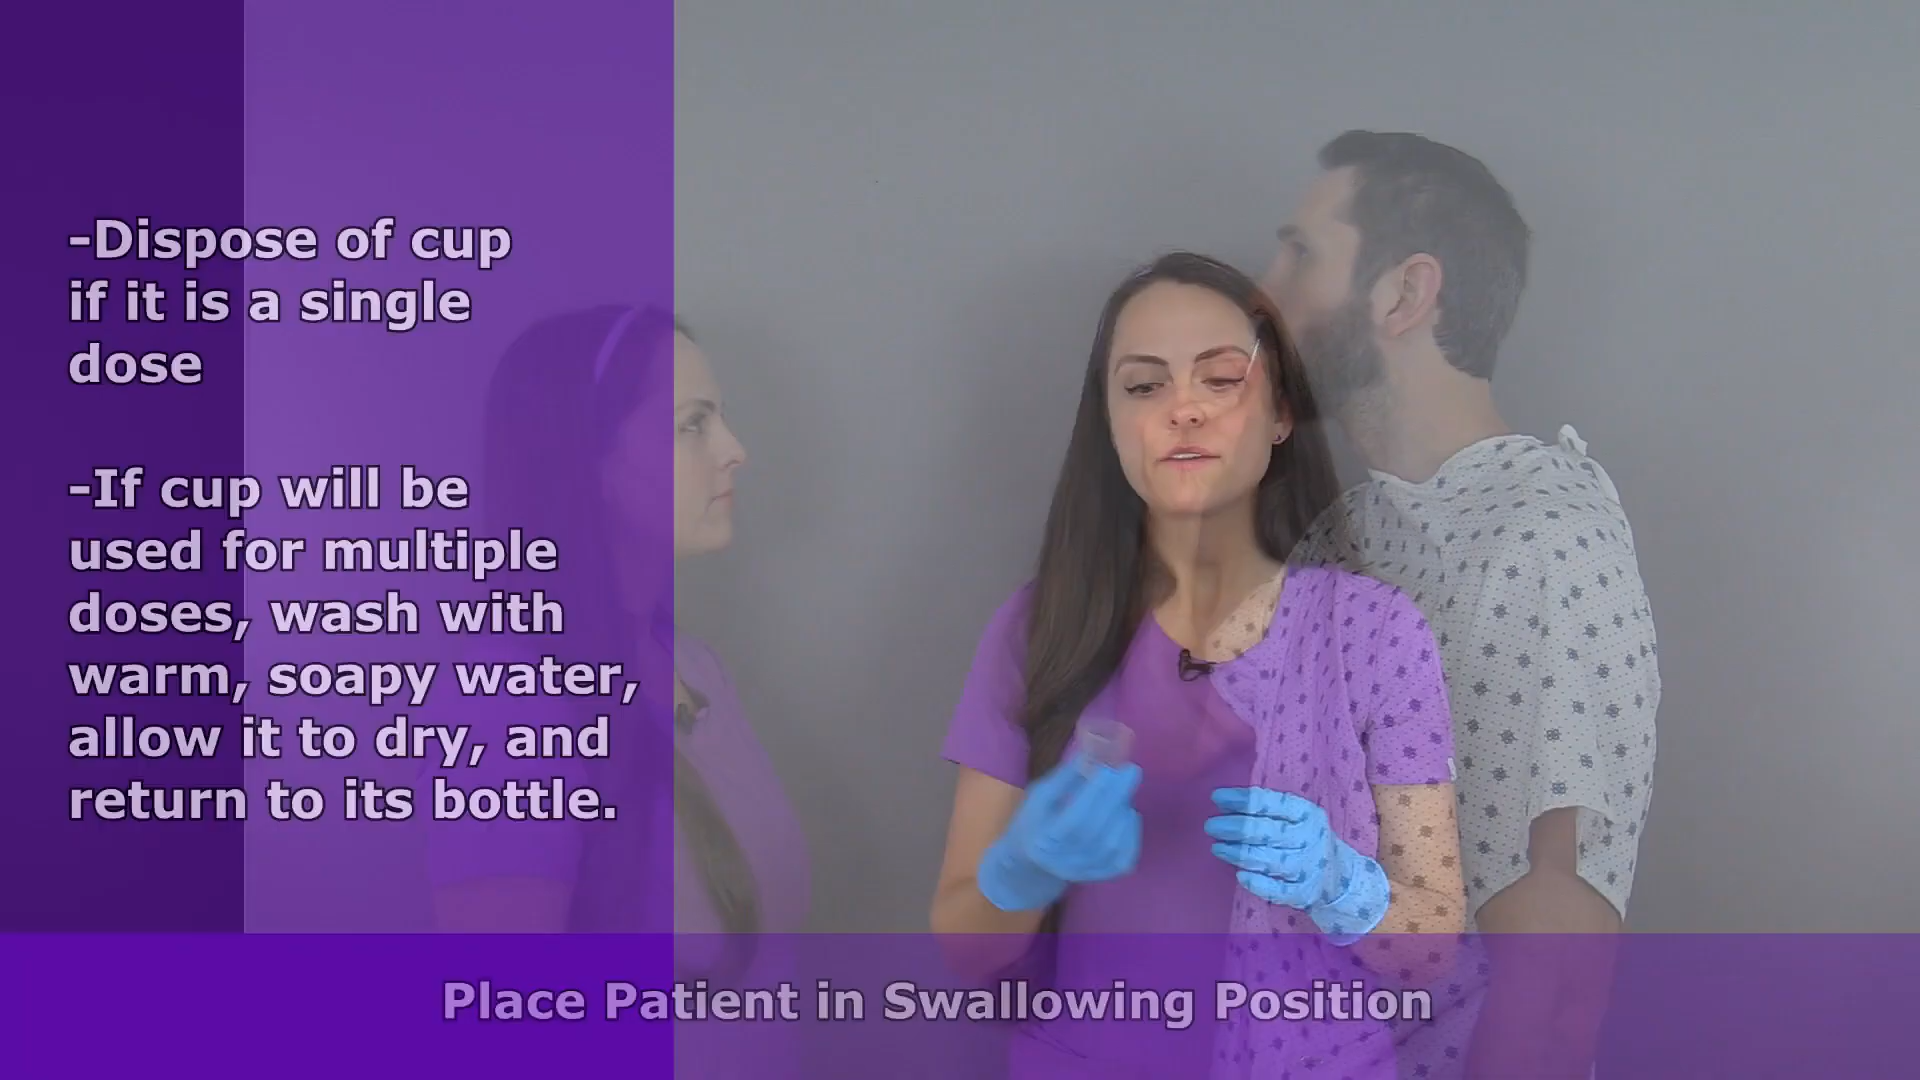 -Dispose of cup
if it is a single
dose
-If cup will be
used for multiple
doses, wash with
warm, soapy water,
allow it to dry, and
return to its bottle.
Place Patient in Swallowing Position